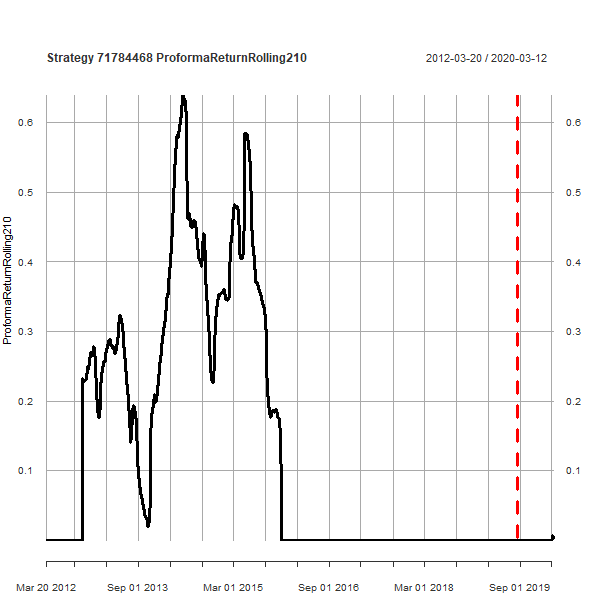 Strategy 71784468 ProformaReturnRolling210
2012-03-20 / 2020-03-12
ProformaReturnRolling210
0.6
0.5
0.4
0.3
0.2
0.1
0.6
0.5
0.4
0.3
0.2
0.1
Mar 20 2012
Sep 01 2013
Mar 01 2015
Sep 01 2016
Mar 01 2018
Sep 01 2019